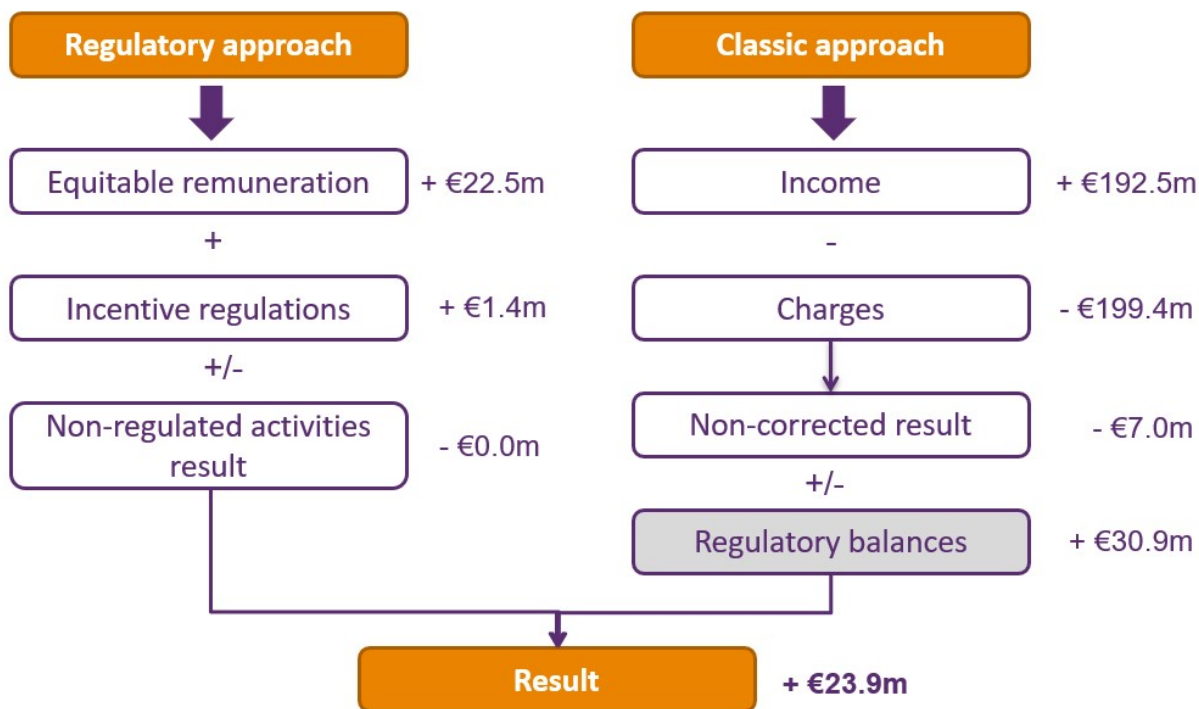 Regulatory approach
Classic approach
Equitable remuneration
+ €22.5m
Income
+ €192.5m
+
-
Incentive regulations
+ €1.4m
Charges
- €199.4m
+/-
Non-regulated activities
result
- €0.0m
Non-corrected result
- €7.0m
+/-
Regulatory balances
+ €30.9m
Result
+ €23.9m